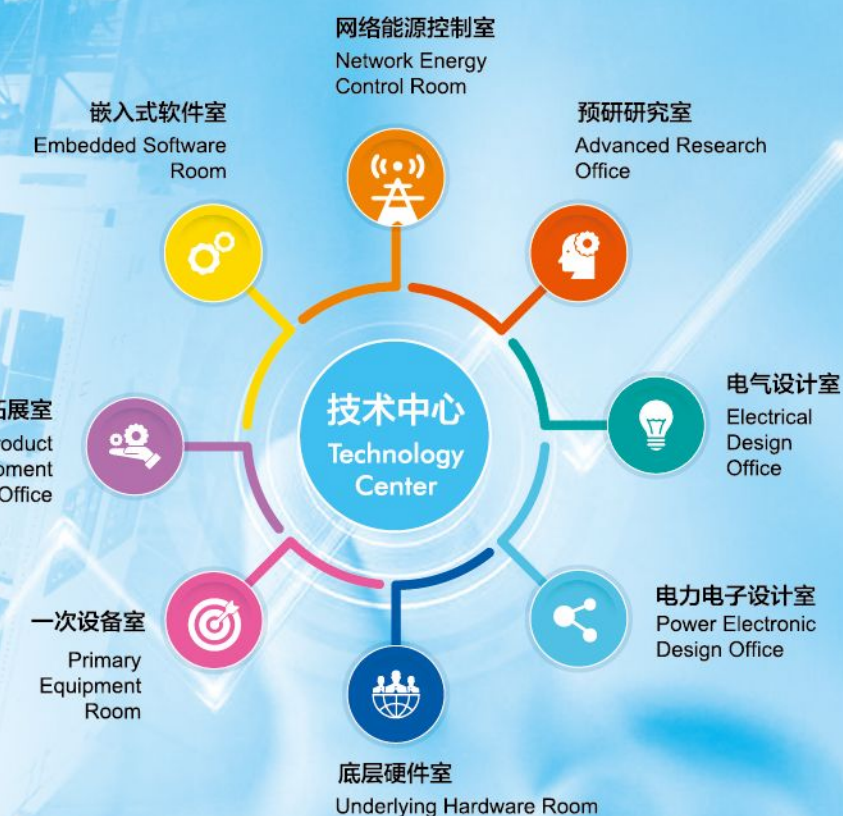 网络能源控制室
Network Energy
Control Room
嵌入式软件室
Embedded Software
Room
预研研究室
Advanced Research
Office
电气设计室
Electrical
Design
Office
技术中心
Technology
Center
拓展室
Office
一次设备室
Primary
Equipment
Room
电力电子设计室
Power Electronic
Design Office
底层硬件室
Underlying Hardware Room